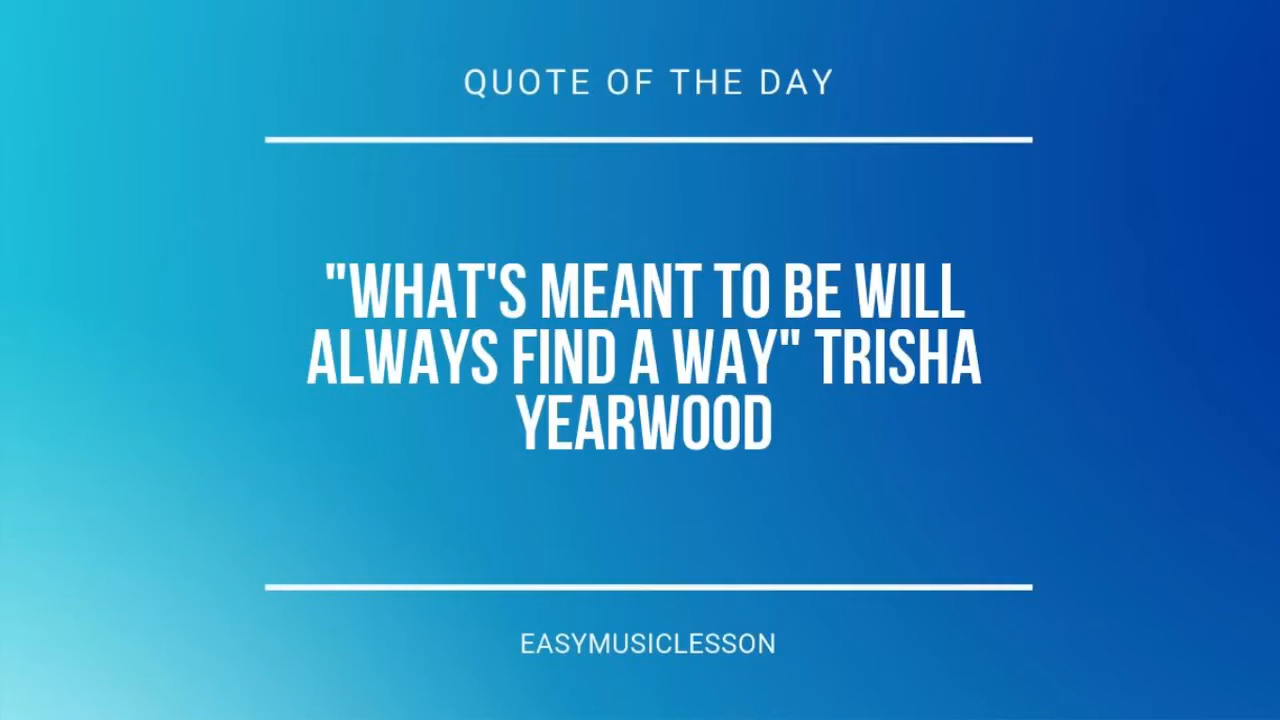 QUOTE OF THE DAY
"WHAT'S MEANT TO BE WILL
ALWAYS FIND A WAY" TRISHA
YEARWOOD
EASYMUSICLESSON